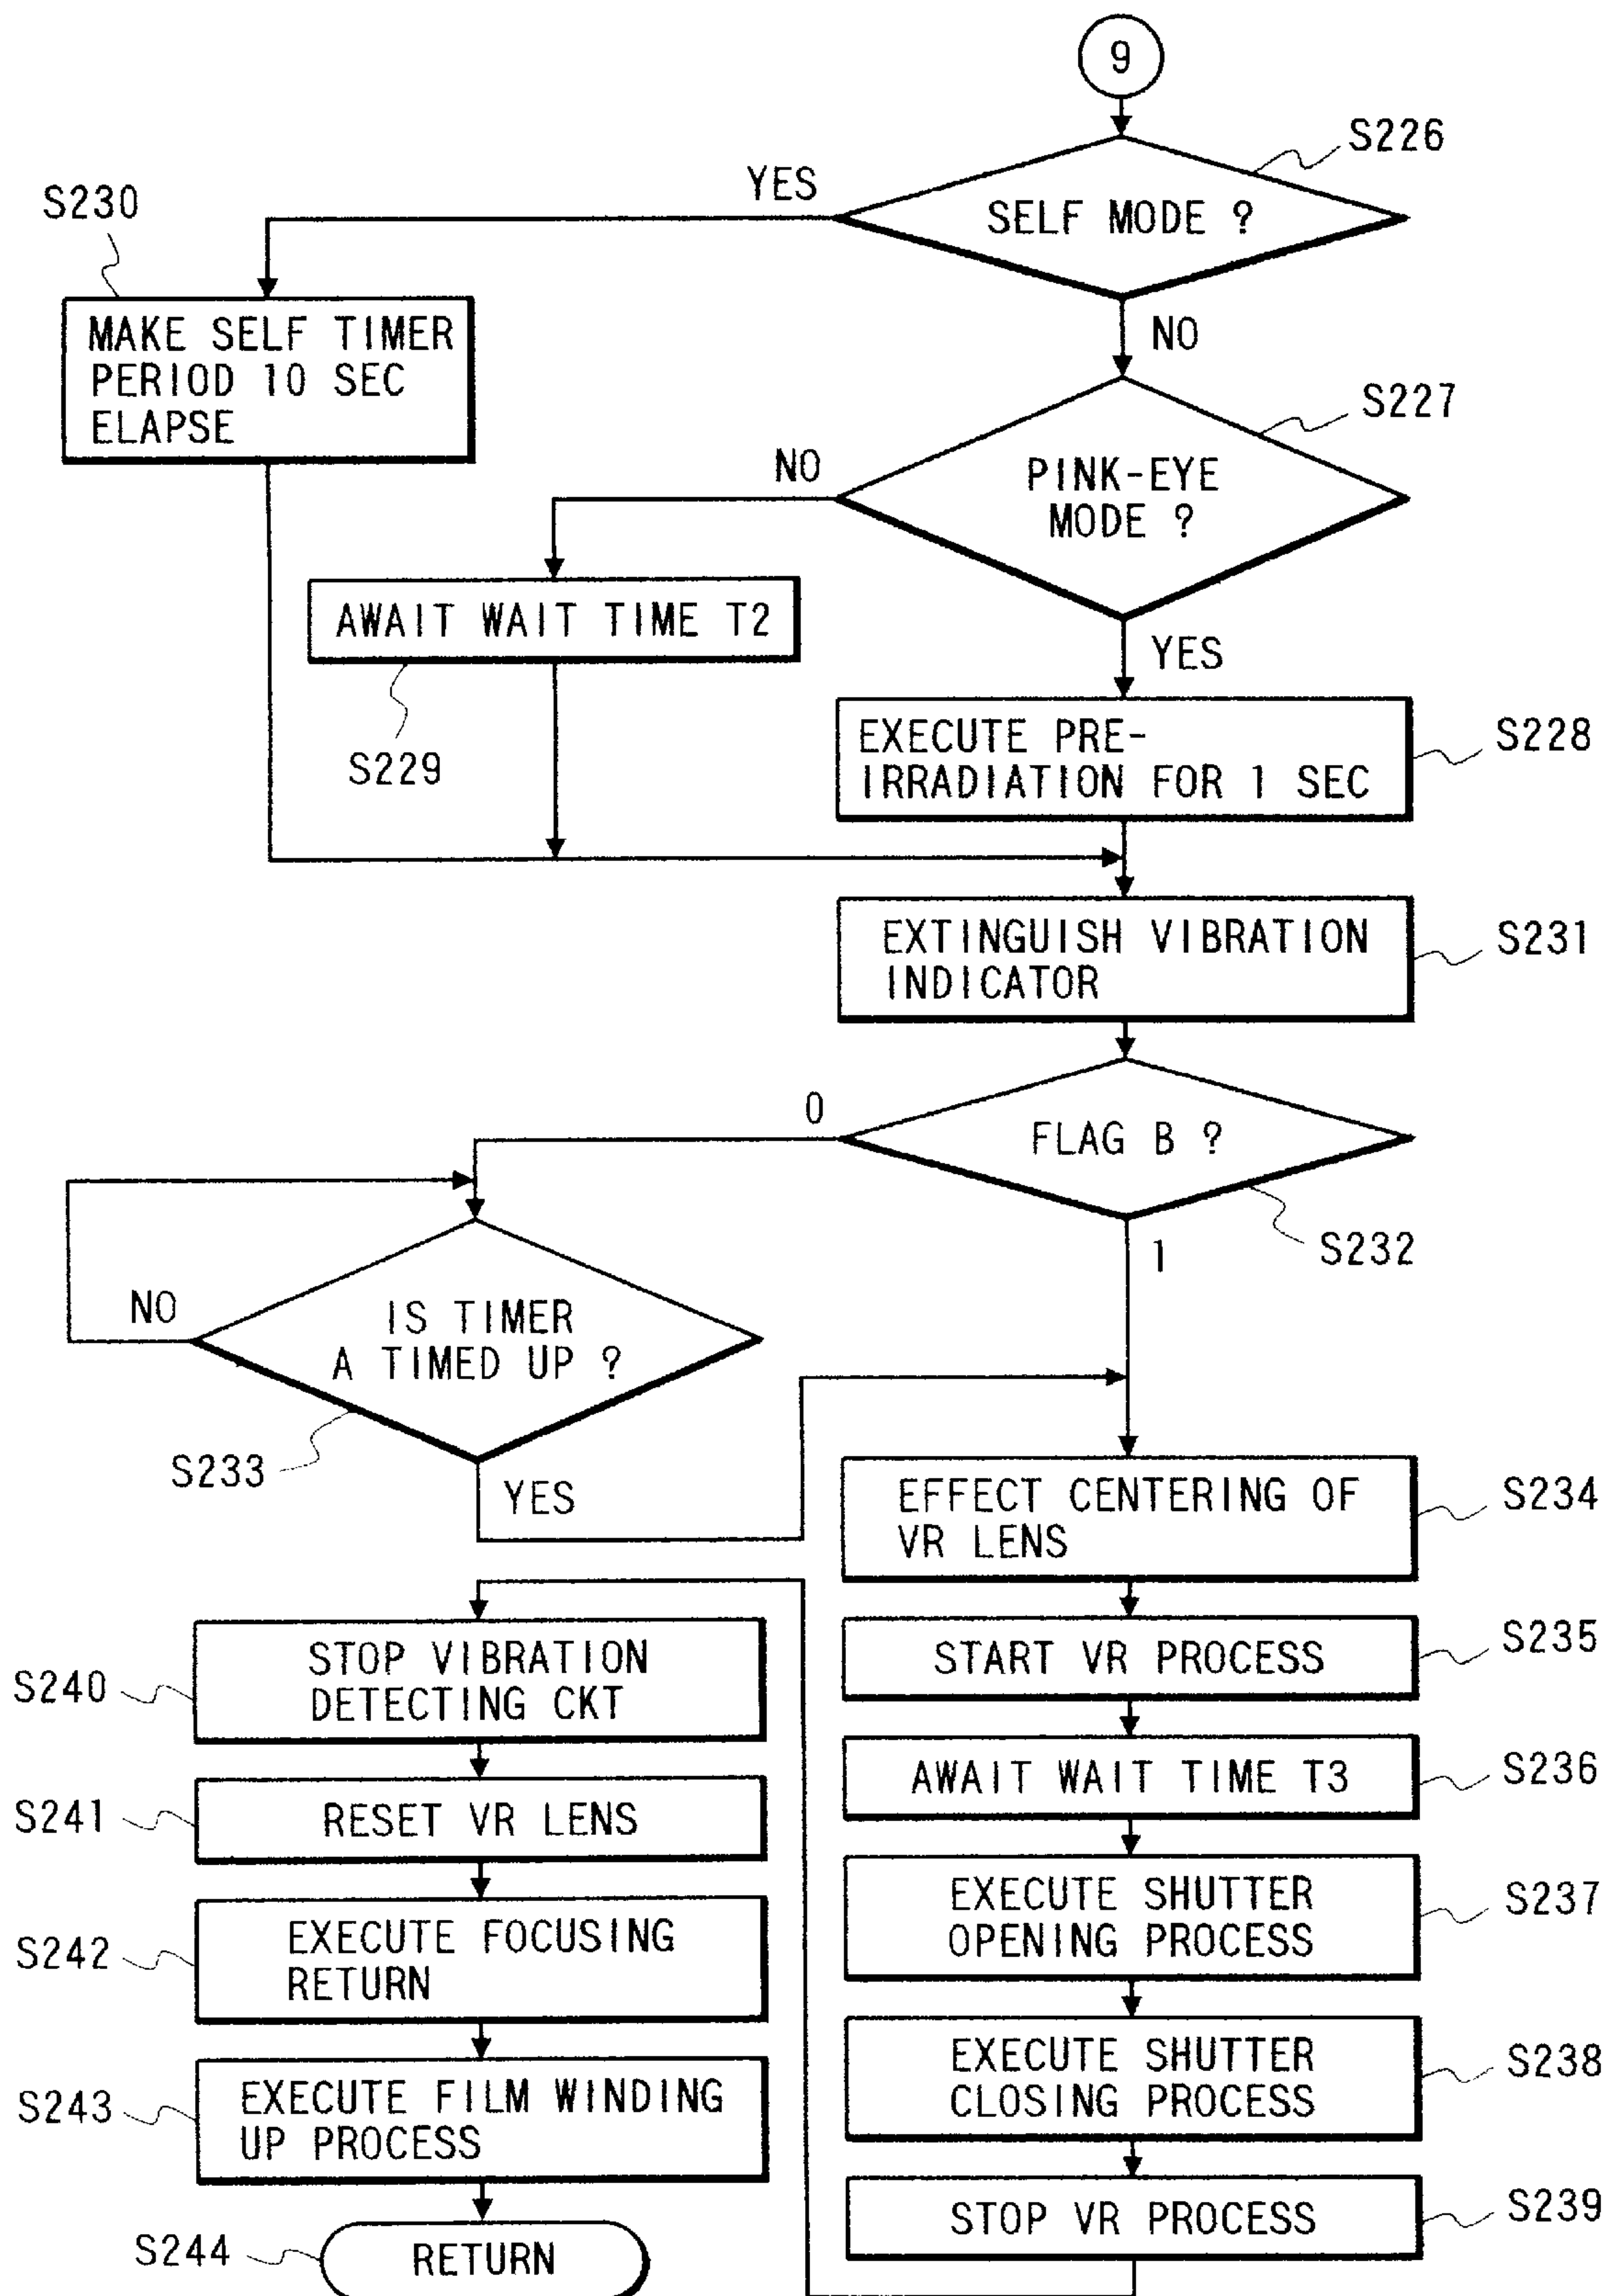 9
S226
YES
SELF MODE ?
S230
NO
MAKE SELF TIMER
PERIOD 10 SEC
ELAPSE
S227
NO
PINK-EYE
MODE ?
AWAIT WAIT TIME T2
YES
S229
EXECUTE PRE-
IRRADIATION FOR 1 SEC
S228
EXTINGUISH VIBRATION
INDICATOR
S231
0
FLAG B ?
S232
1
NO
IS TIMER
A TIMED UP ?
S233
YES
EFFECT CENTERING OF
VR LENS
S234
START VR PROCESS
S235
AWAIT WAIT TIME T3
S236
EXECUTE SHUTTER
OPENING PROCESS
S237
EXECUTE SHUTTER
CLOSING PROCESS
S238
STOP VR PROCESS
S239
S240
STOP VIBRATION
DETECTING CKT
S241
RESET VR LENS
S242
EXECUTE FOCUSING
RETURN
S243
EXECUTE FILM WINDING
UP PROCESS
S244
RETURN